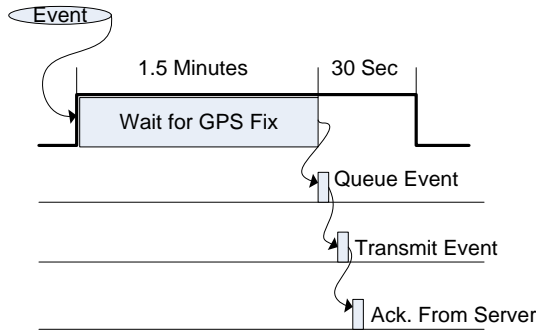 Event
1.5 Minutes
30 Sec
Wait for GPS Fix
Queue Event
Transmit Event
Ack. From Server